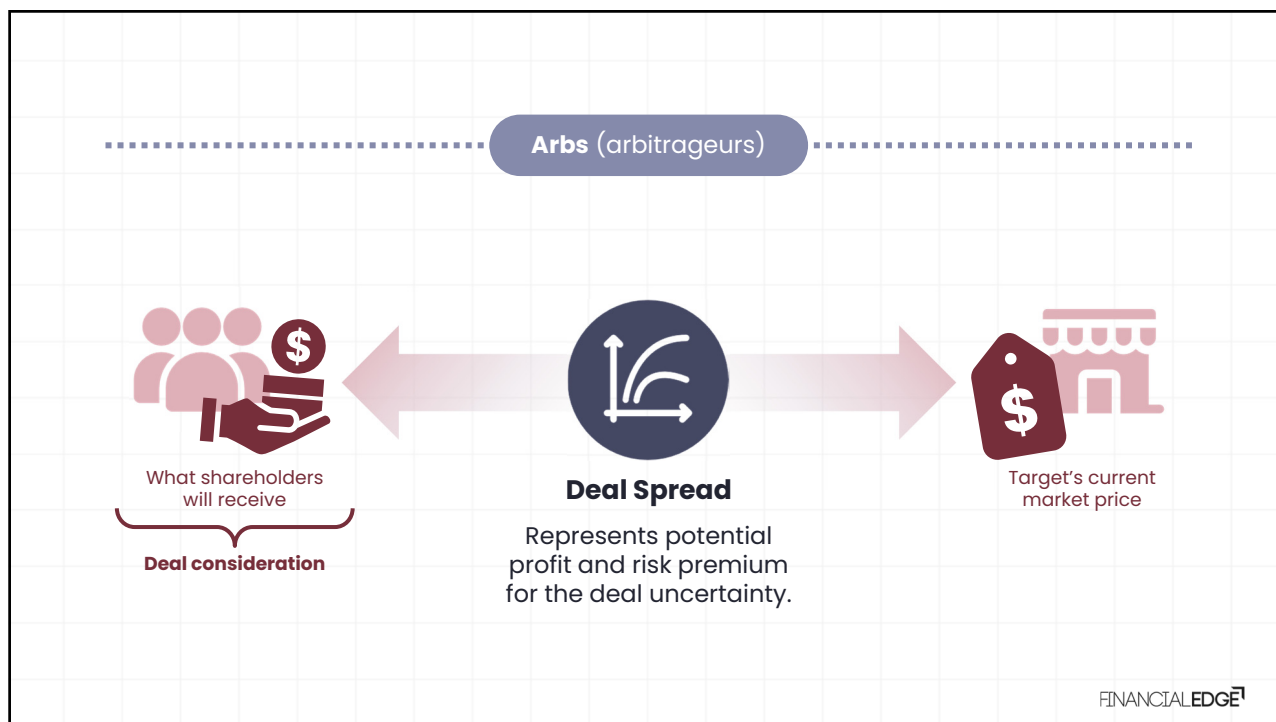 Arbs (arbitrageurs)
$
$
What shareholders
will receive
Deal consideration
Deal Spread
Represents potential
profit and risk premium
for the deal uncertainty.
Target’s current
market price
FINANCIALEDGE